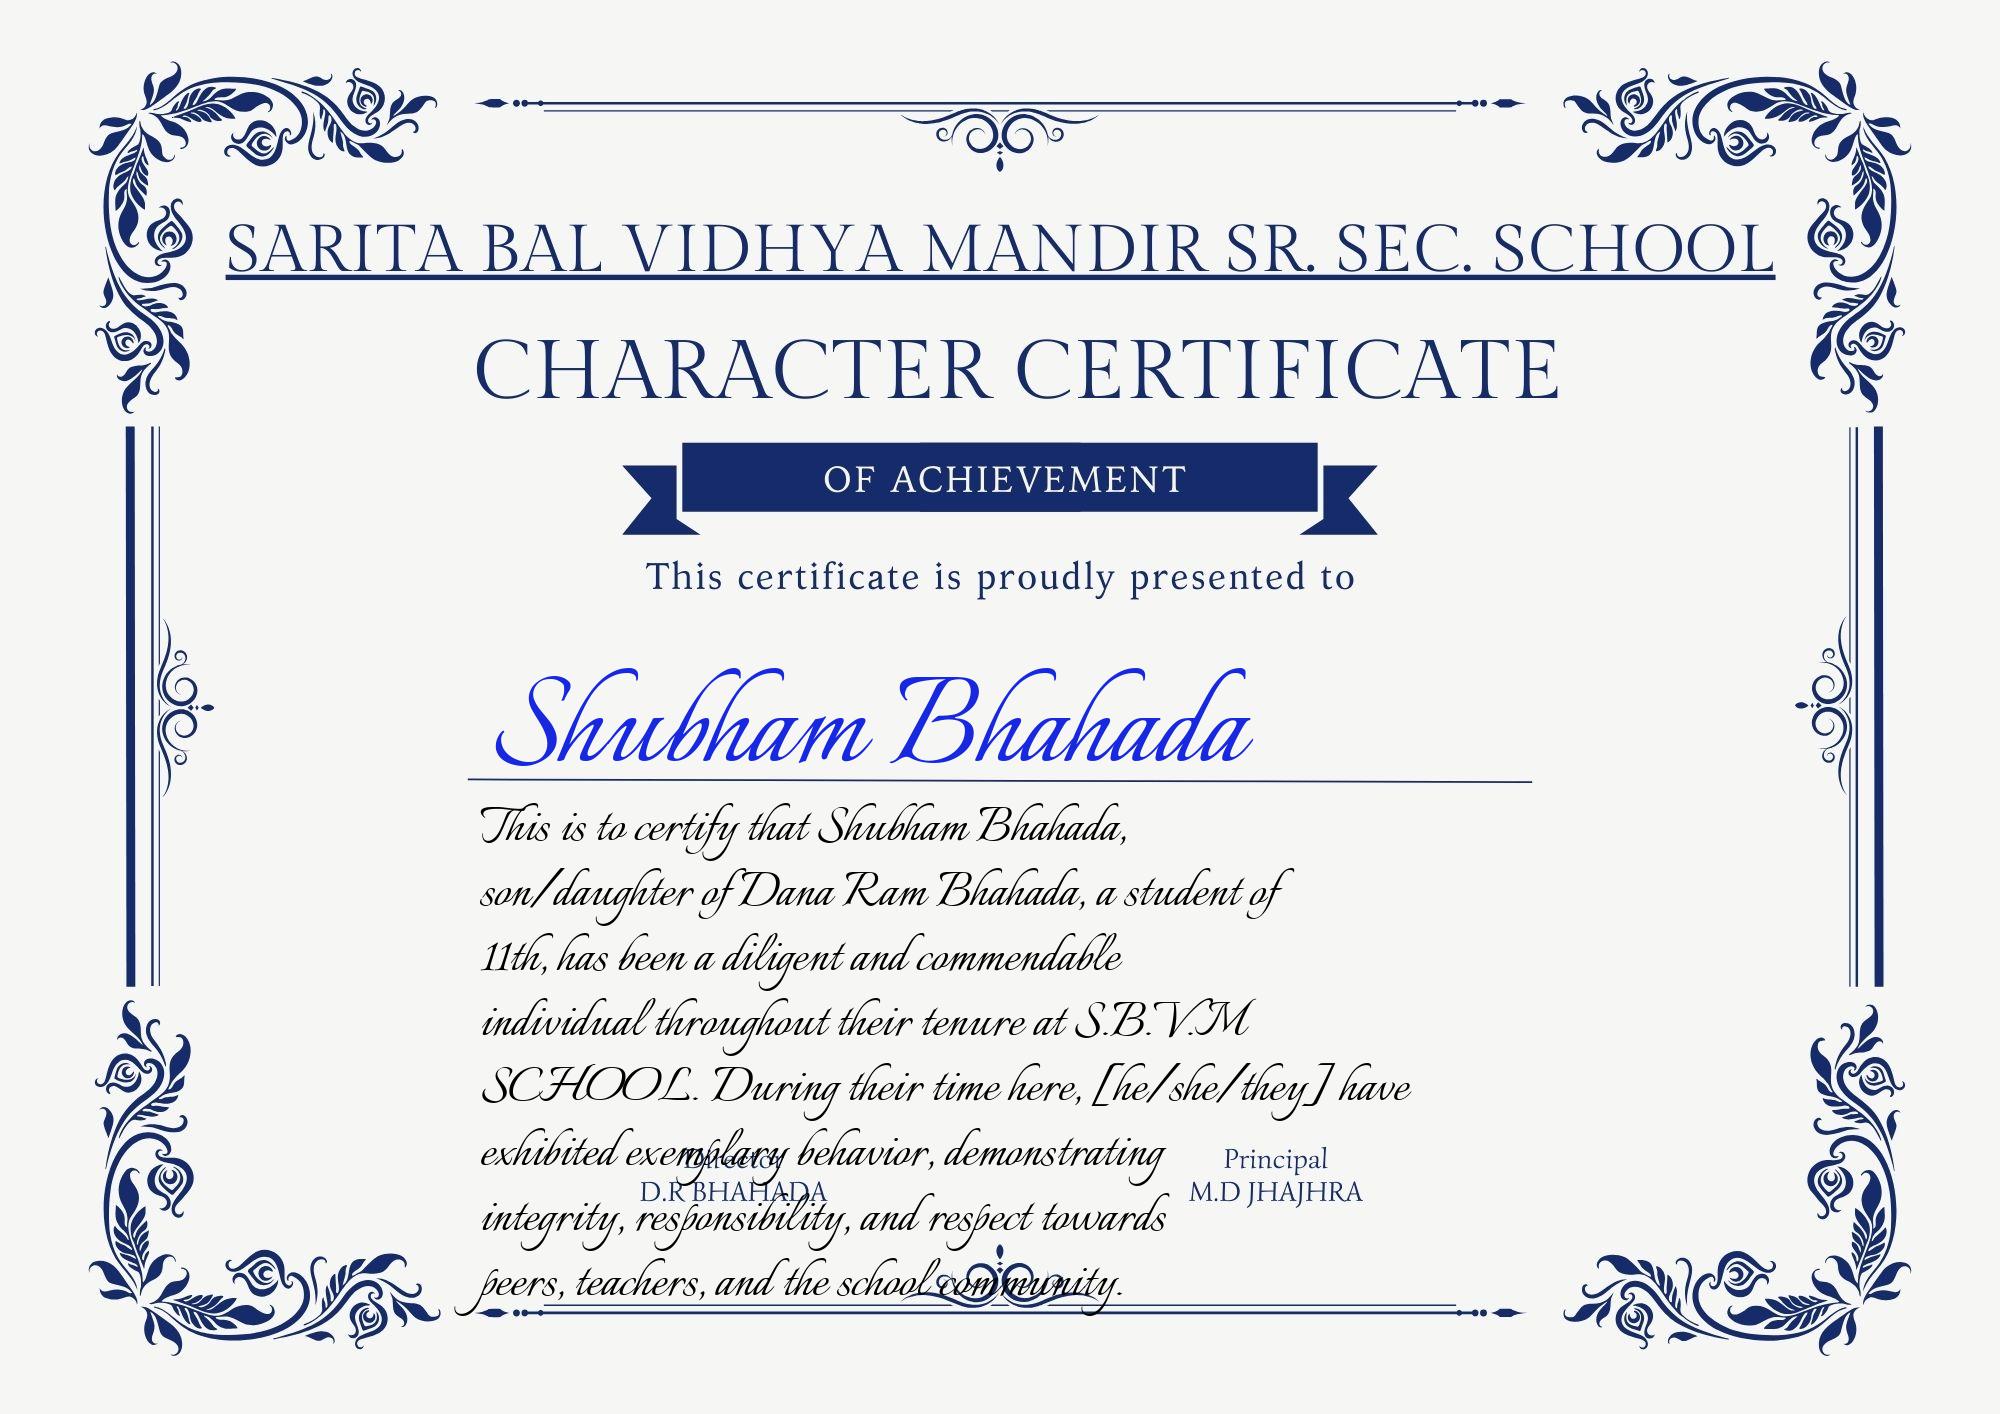 SARITA BAL VIDHYA MANDIR SR. SEC. SCHOOL
CHARACTER CERTIFICATE
OF ACHIEVEMENT
This certificate is proudly presented to
Shubham Bhahada
This is to certify that Shubham Bhahada,
son/daughter of Dana Ram Bhahada, a student of
11th, has been a diligent and commendable
individual throughout their tenure at S.B.V.M
SCHOOL. During their time here, [he/she/they] have
exhibited exemplary behavior, demonstrating
integrity, responsibility, and respect towards
peers, teachers, and the school community.
Director
D.R BHAHADA
Principal
M.D JHAJHRA